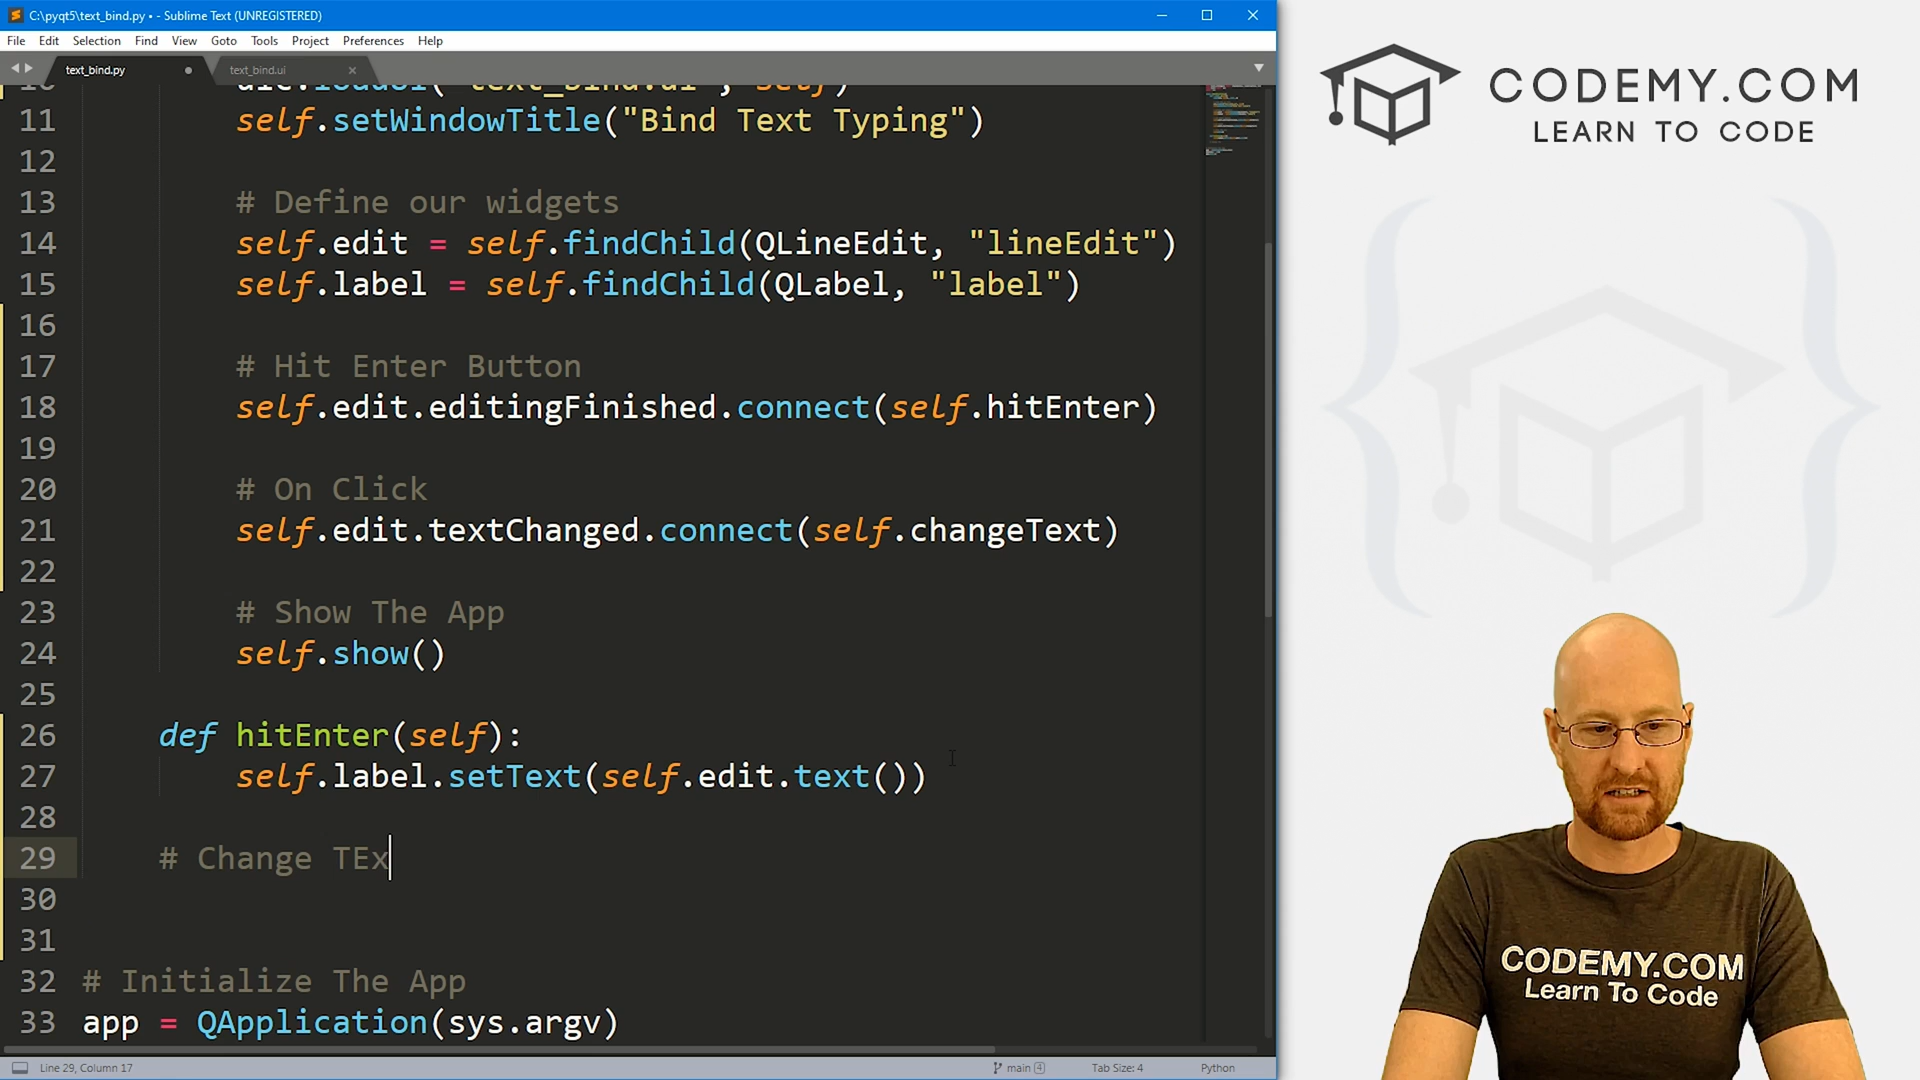 C:\pyqt5\text_bind.py • - Sublime Text (UNREGISTERED)
File Edit Selection Find View Goto Tools Project Preferences Help
text_bind.py text_bind.ui
11 self.setWindowTitle("Bind Text Typing")
12
13 # Define our widgets
14 self.edit = self.findChild(QLineEdit, "lineEdit")
15 self.label = self.findChild(QLabel, "label")
16
17 # Hit Enter Button
18 self.edit.editingFinished.connect(self.hitEnter)
19
20 # On Click
21 self.edit.textChanged.connect(self.changeText)
22
23 # Show The App
24 self.show()
25
26 def hitEnter(self):
27 self.label.setText(self.edit.text())
28
29 # Change TEx
30
31
32 # Initialize The App
33 app = QApplication(sys.argv)
Line 29, Column 17 main 4 Tab Size: 4 Python
CODEMY.COM
LEARN TO CODE
CODEMY.COM
Learn To Code